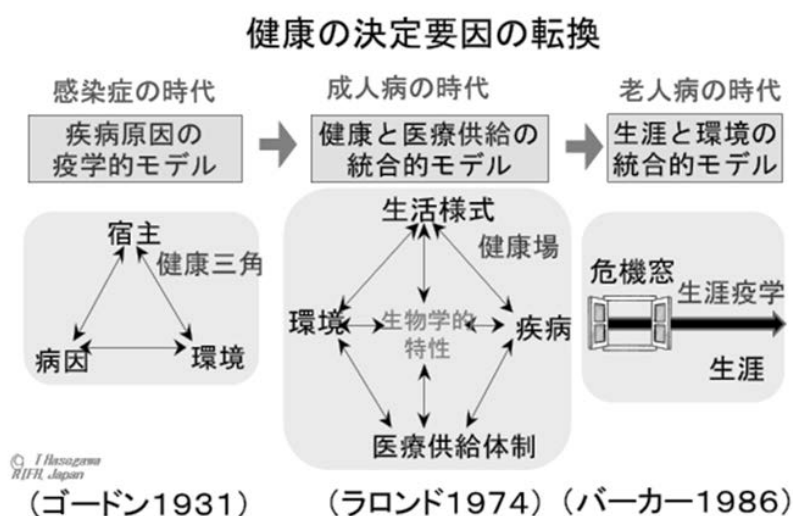 健康の決定要因の転換
感染症の時代
成人病の時代
老人病の時代
疾病原因の
疫学的モデル
健康と医療供給の
統合的モデル
生涯と環境の
統合的モデル
宿主
健康三角
病因
環境
生活様式
健康場
環境
生物学的
特性
疾病
医療供給体制
危機窓
生涯疫学
生涯
© T Hasegawa
RIFH, Japan
(ゴードン1931)
(ラロンド1974)
(バーカー1986)